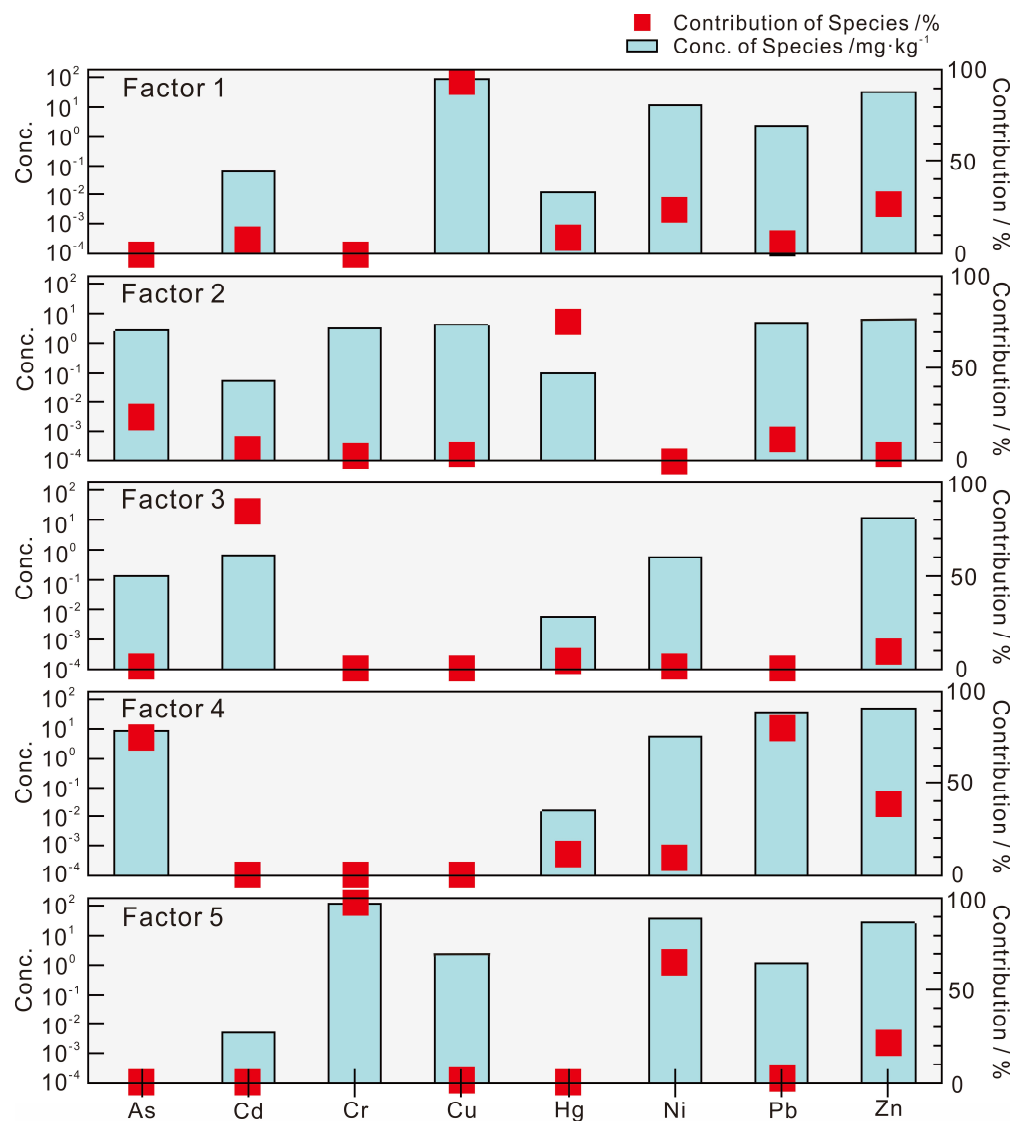 Contribution of Species /%
Conc. of Species /mg·kg⁻¹
Factor 1
Conc.
10² 10¹ 10⁰ 10⁻¹ 10⁻² 10⁻³ 10⁻⁴
100 50 0
Contribution / %
Factor 2
Conc.
10² 10¹ 10⁰ 10⁻¹ 10⁻² 10⁻³ 10⁻⁴
100 50 0
Contribution / %
Factor 3
Conc.
10² 10¹ 10⁰ 10⁻¹ 10⁻² 10⁻³ 10⁻⁴
100 50 0
Contribution / %
Factor 4
Conc.
10² 10¹ 10⁰ 10⁻¹ 10⁻² 10⁻³ 10⁻⁴
100 50 0
Contribution / %
Factor 5
Conc.
10² 10¹ 10⁰ 10⁻¹ 10⁻² 10⁻³ 10⁻⁴
100 50 0
Contribution / %
As Cd Cr Cu Hg Ni Pb Zn